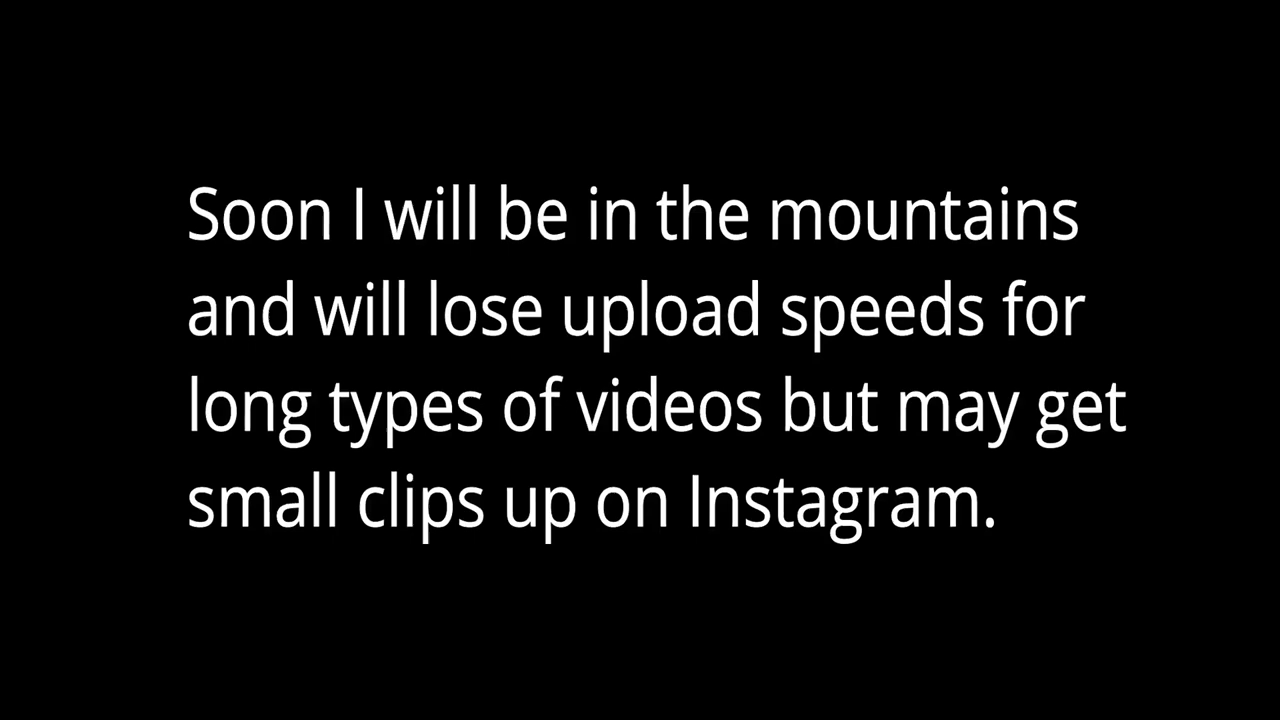 Soon I will be in the mountains
and will lose upload speeds for
long types of videos but may get
small clips up on Instagram.